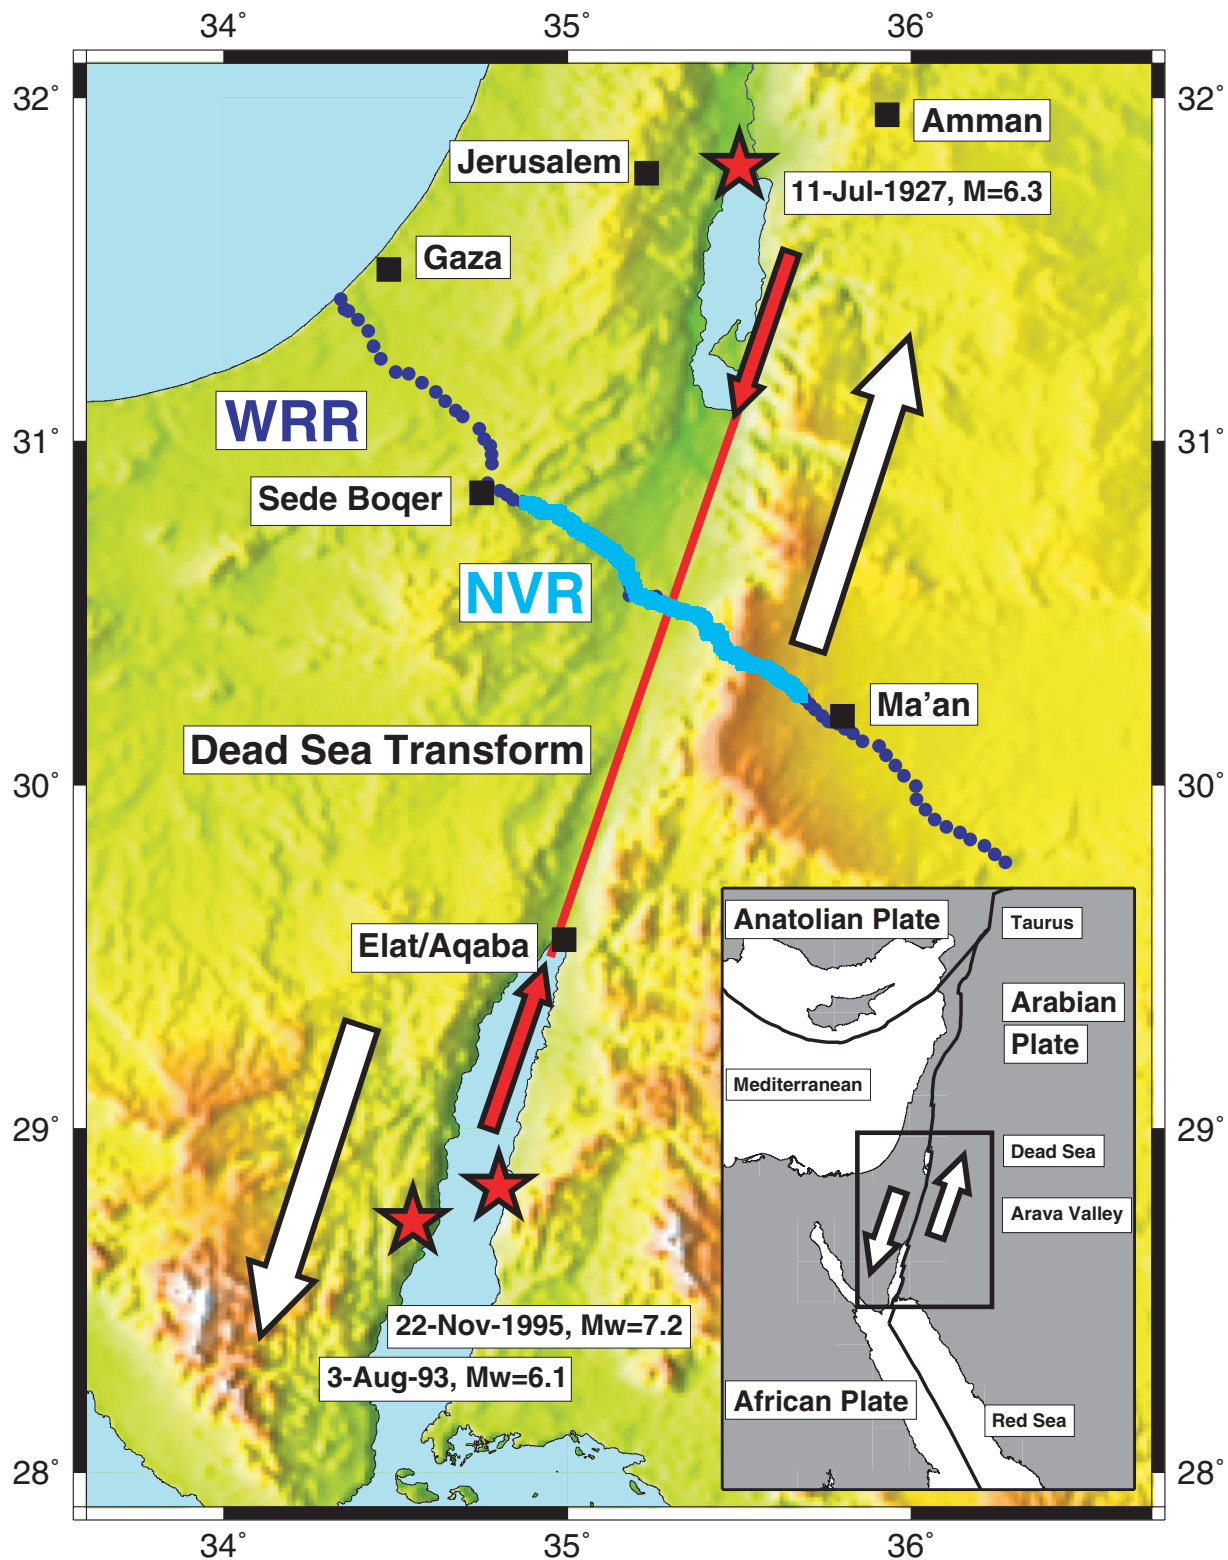 34° 35° 36°
32° 32°
Amman
Jerusalem
11-Jul-1927, M=6.3
Gaza
WRR
31° 31°
Sede Boqer
NVR
Ma’an
Dead Sea Transform
30° 30°
Elat/Aqaba
Anatolian Plate
Taurus
Arabian
Plate
Mediterranean
29° 29°
Dead Sea
Arava Valley
22-Nov-1995, Mw=7.2
3-Aug-93, Mw=6.1
African Plate
Red Sea
28° 28°
34° 35° 36°